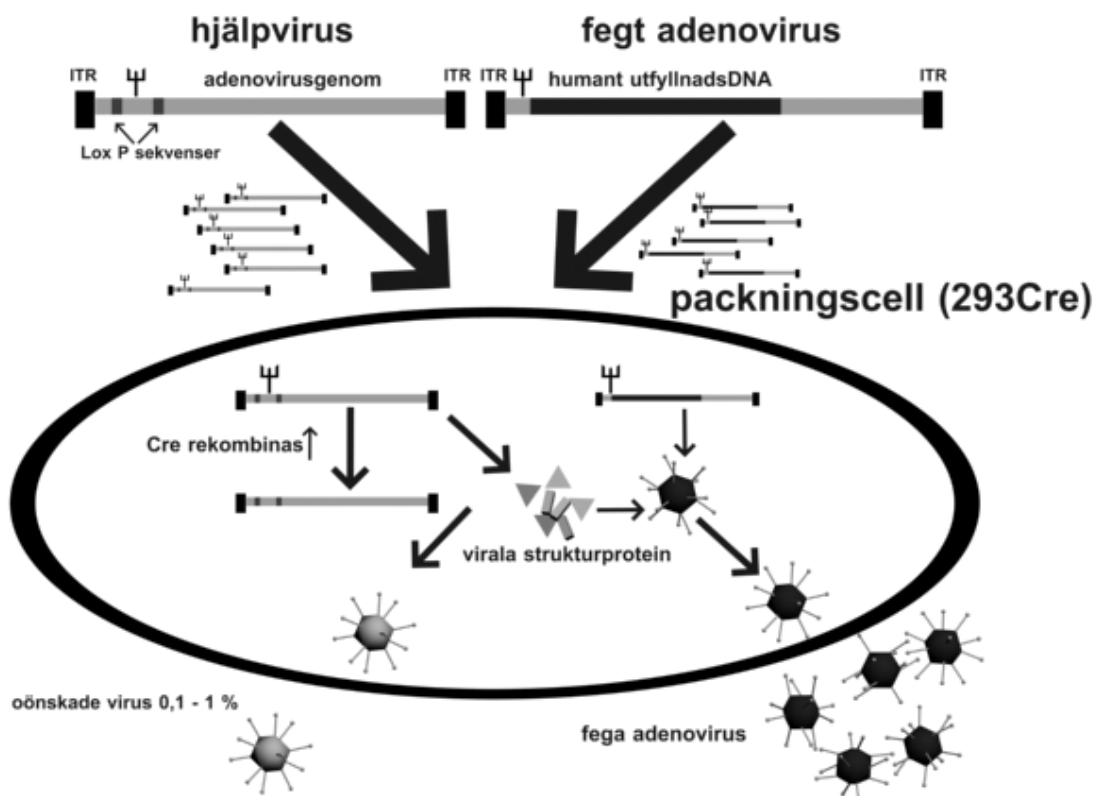 hjälpvirus
fegt adenovirus
ITR
Ψ
adenovirusgenom
ITR
ITR
Ψ
humant utfyllnadsDNA
ITR
Lox P sekvenser
packningscell (293Cre)
Ψ
Ψ
Cre rekombinas
virala strukturprotein
oönskade virus 0,1 - 1 %
fega adenovirus